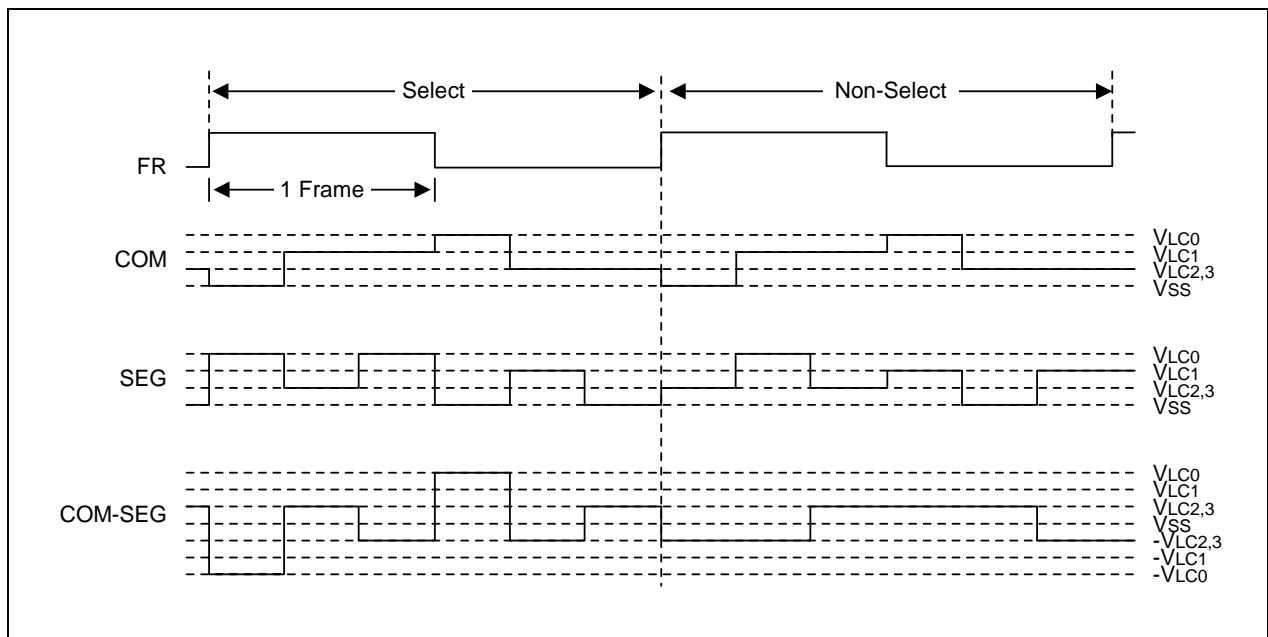 Select
Non-Select
FR
1 Frame
COM
VLC0
VLC1
VLC2,3
VSS
SEG
VLC0
VLC1
VLC2,3
VSS
COM-SEG
VLC0
VLC1
VLC2,3
VSS
-VLC2,3
-VLC1
-VLC0